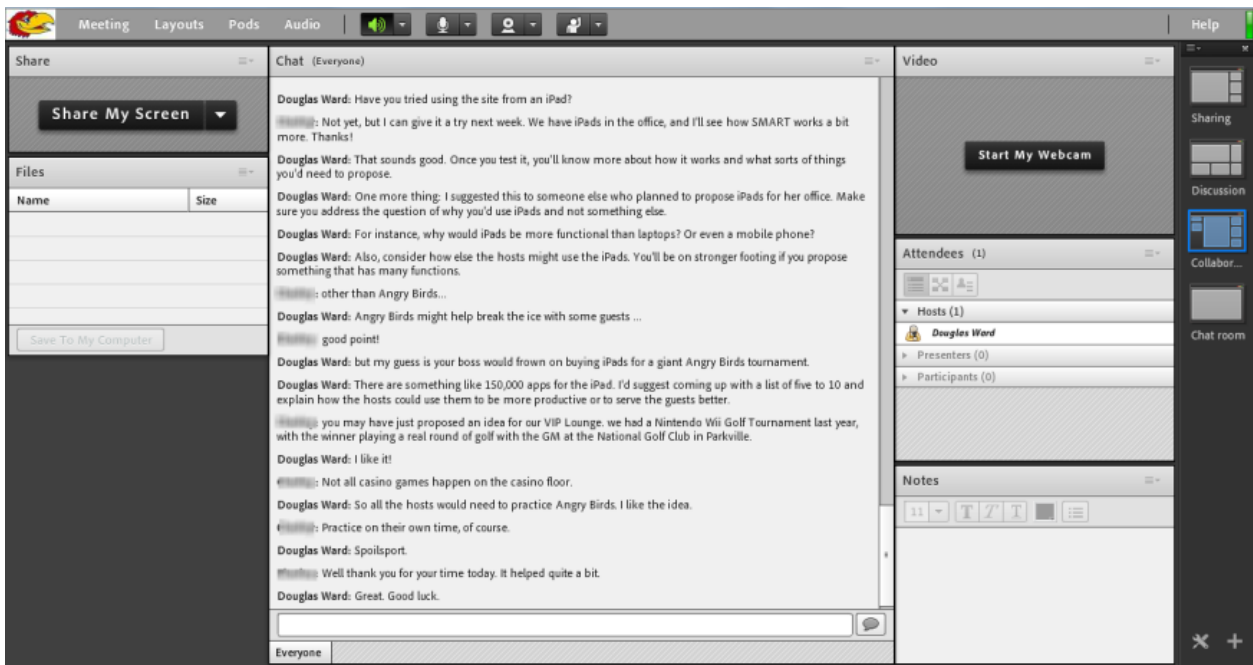 Meeting Layouts Pods Audio Help
Share
Share My Screen
Files
Name Size
Save To My Computer
Chat (Everyone)
Douglas Ward: Have you tried using the site from an iPad?
: Not yet, but I can give it a try next week. We have iPads in the office, and I'll see how SMART works a bit
more. Thanks!
Douglas Ward: That sounds good. Once you test it, you'll know more about how it works and what sorts of things
you'd need to propose.
Douglas Ward: One more thing: I suggested this to someone else who planned to propose iPads for her office. Make
sure you address the question of why you'd use iPads and not something else.
Douglas Ward: For instance, why would iPads be more functional than laptops? Or even a mobile phone?
Douglas Ward: Also, consider how else the hosts might use the iPads. You'll be on stronger footing if you propose
something that has many functions.
: other than Angry Birds...
Douglas Ward: Angry Birds might help break the ice with some guests ...
good point!
Douglas Ward: but my guess is your boss would frown on buying iPads for a giant Angry Birds tournament.
Douglas Ward: There are something like 150,000 apps for the iPad. I'd suggest coming up with a list of five to 10 and
explain how the hosts could use them to be more productive or to serve the guests better.
you may have just proposed an idea for our VIP Lounge. we had a Nintendo Wii Golf Tournament last year,
with the winner playing a real round of golf with the GM at the National Golf Club in Parkville.
Douglas Ward: I like it!
: Not all casino games happen on the casino floor.
Douglas Ward: So all the hosts would need to practice Angry Birds. I like the idea.
: Practice on their own time, of course.
Douglas Ward: Spoilsport.
Well thank you for your time today. It helped quite a bit.
Douglas Ward: Great. Good luck.
Everyone
Video
Start My Webcam
Attendees (1)
Hosts (1)
Douglas Ward
Presenters (0)
Participants (0)
Notes
11 T T T
Sharing
Discussion
Collabor...
Chat room